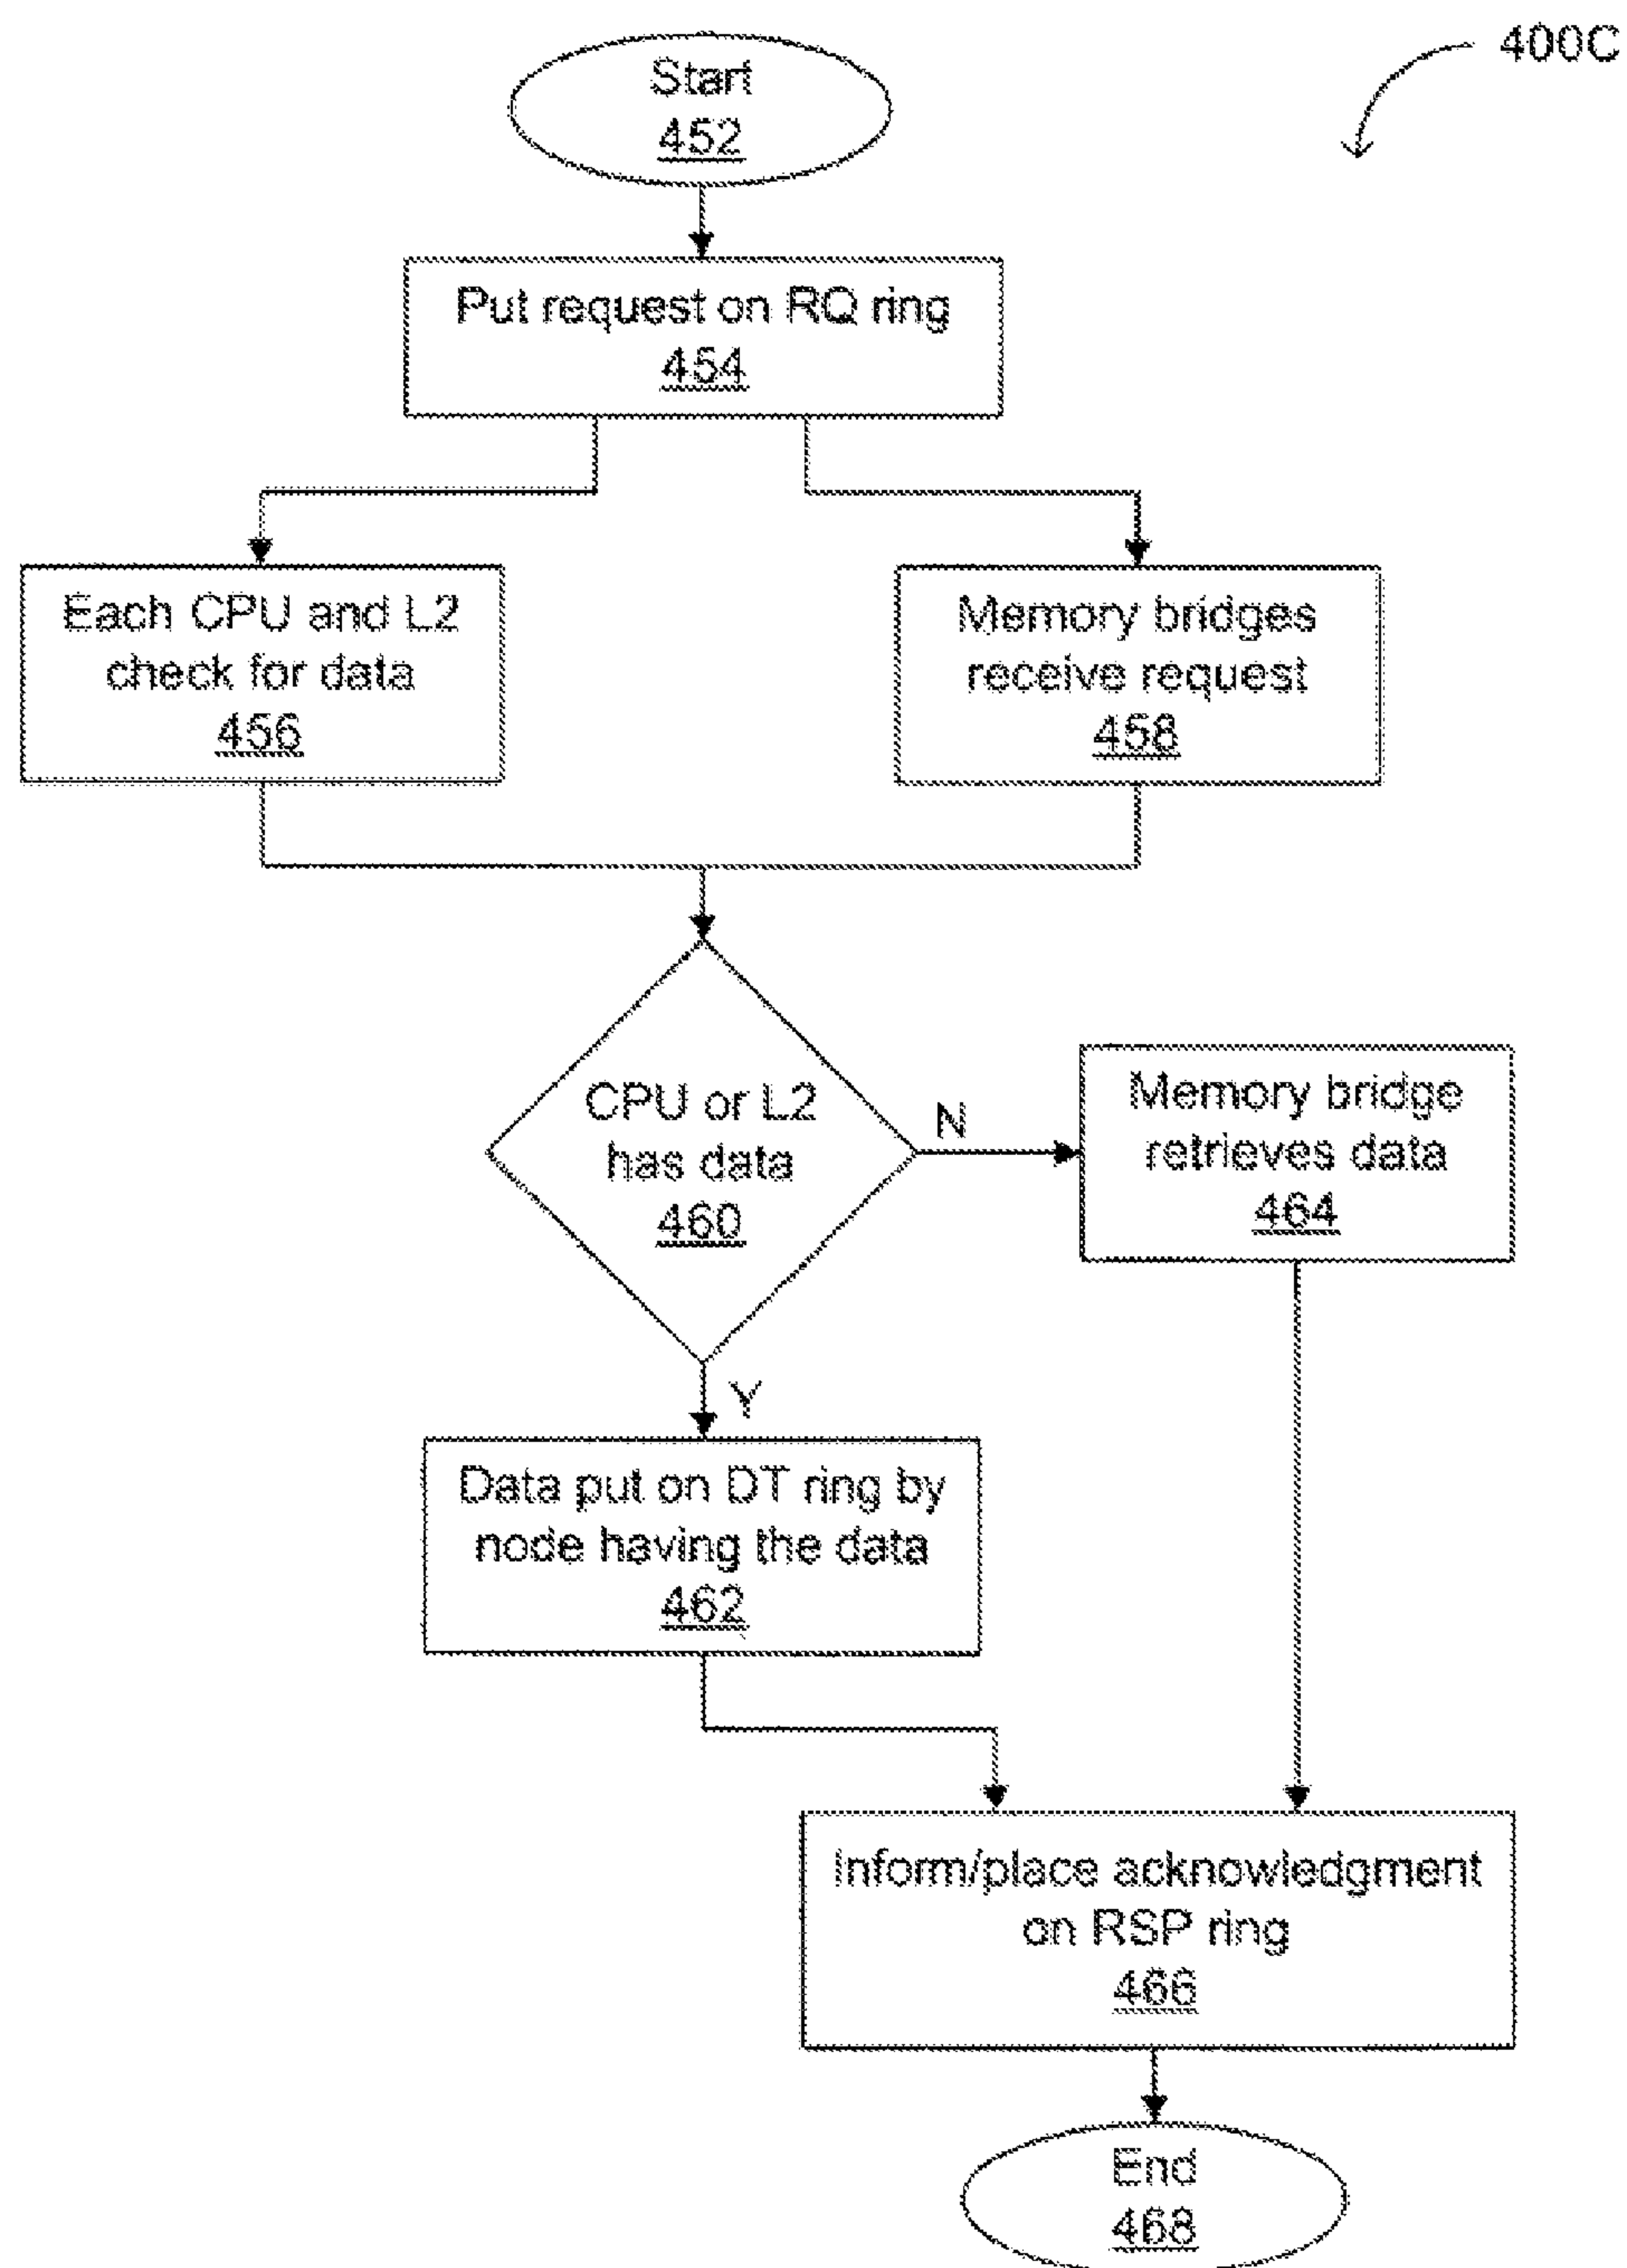 400C
Start
452
Put request on RQ ring
454
Each CPU and L2
check for data
456
Memory bridges
receive request
458
CPU or L2
has data
460
N
Memory bridge
retrieves data
464
Y
Data put on DT ring by
node having the data
462
Inform/place acknowledgment
on RSP ring
466
End
468